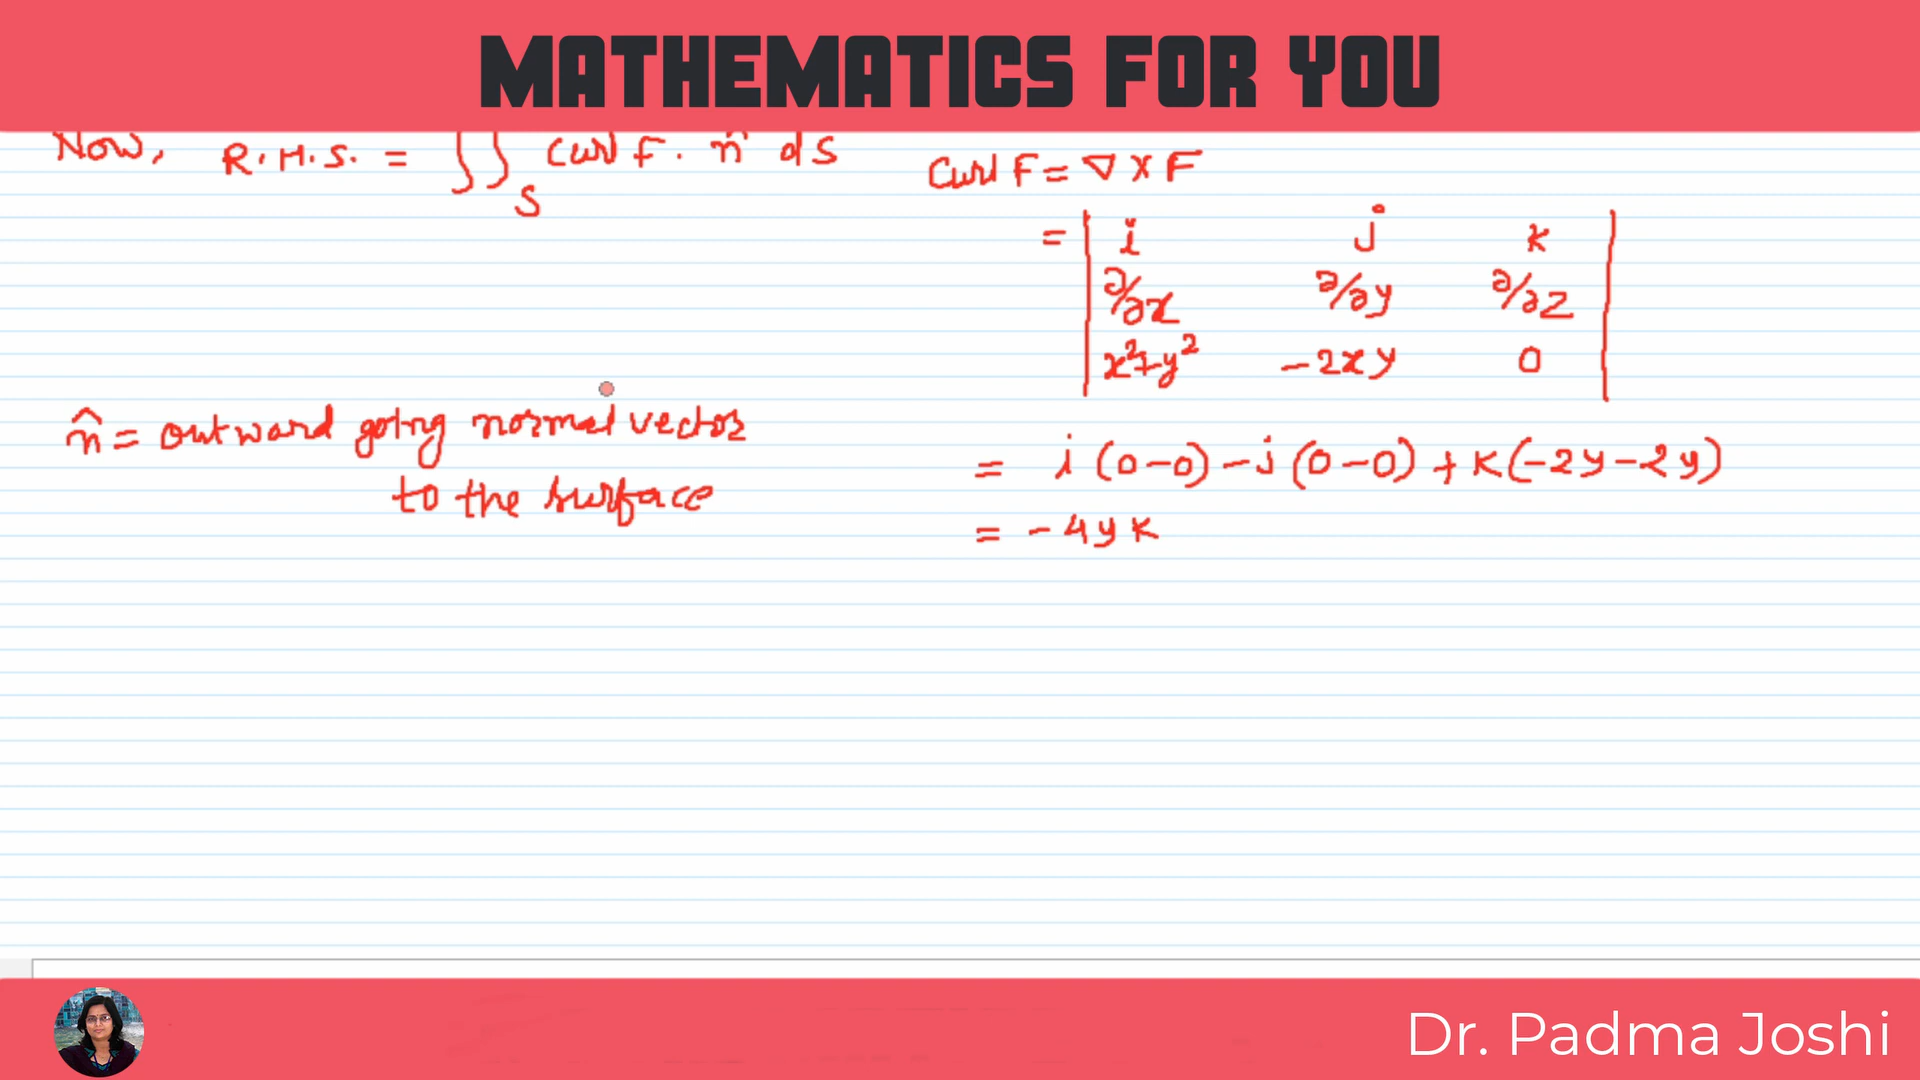 MATHEMATICS FOR YOU
Now, R.H.S. = ∬_S Curl F . n̂ ds
Curl F = ∇ X F
= | i j k |
| ∂/∂x ∂/∂y ∂/∂z |
| x²+y² -2xy 0 |
n̂ = outward going normal vector
to the surface
= i (0-0) - j (0-0) + k (-2y-2y)
= -4y k
Dr. Padma Joshi